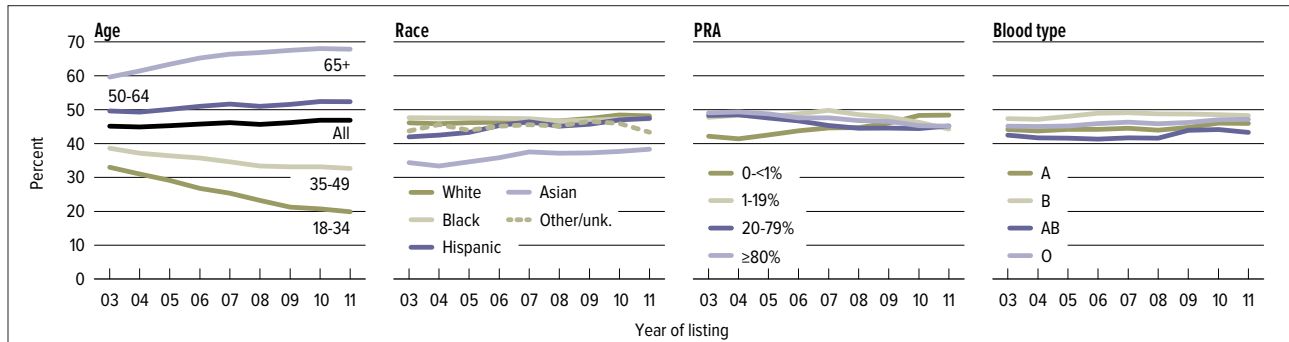 Age
Race
PRA
Blood type
Percent
70
60
50
40
30
20
10
0
65+
50-64
All
35-49
18-34
White
Black
Hispanic
Asian
Other/unk.
0-<1%
1-19%
20-79%
≥80%
A
B
AB
O
03 04 05 06 07 08 09 10 11
03 04 05 06 07 08 09 10 11
03 04 05 06 07 08 09 10 11
03 04 05 06 07 08 09 10 11
Year of listing